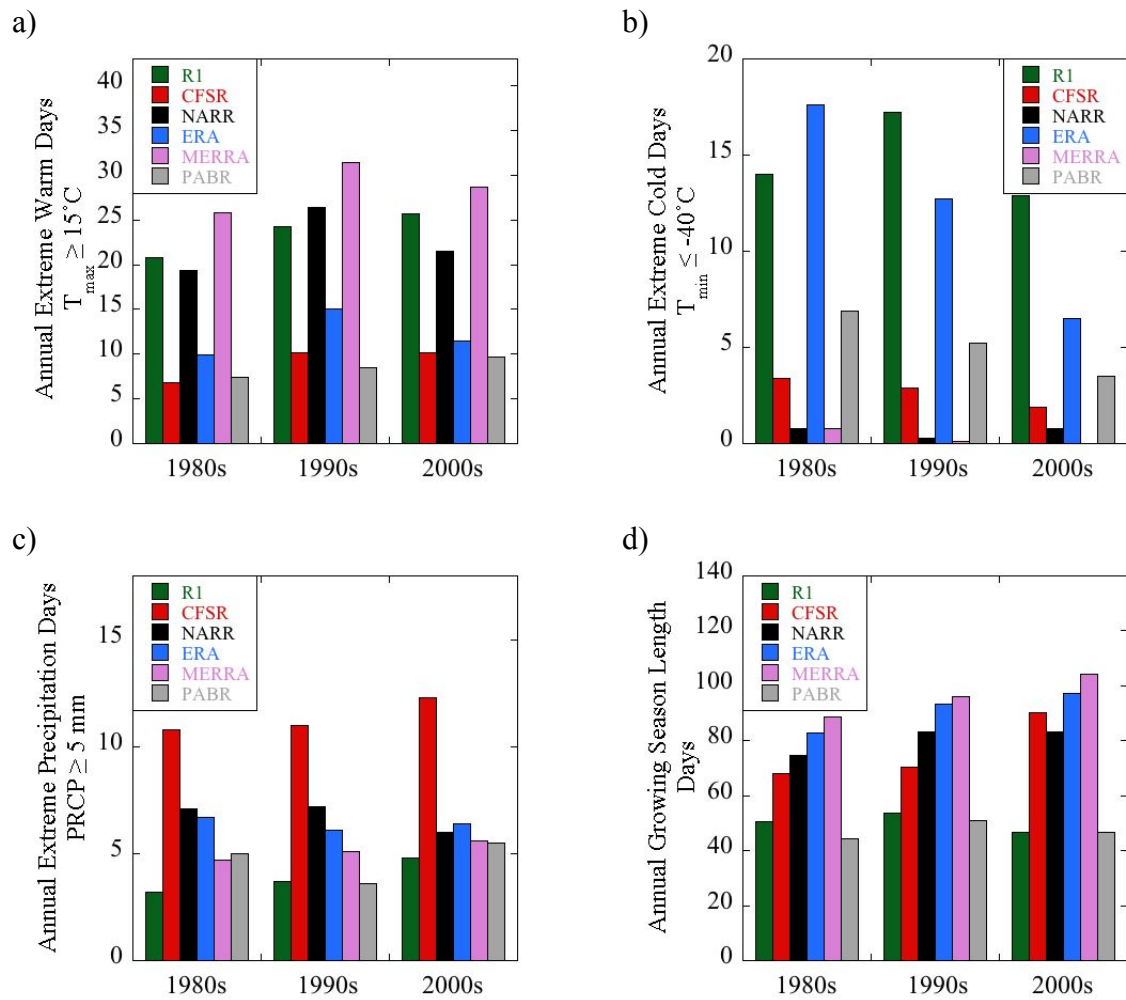 a)
Annual Extreme Warm Days
T max ≥ 15˚C
40
35
30
25
20
15
10
5
0
R1
CFSR
NARR
ERA
MERRA
PABR
1980s 1990s 2000s
b)
Annual Extreme Cold Days
T min ≤ -40˚C
20
15
10
5
0
R1
CFSR
NARR
ERA
MERRA
PABR
1980s 1990s 2000s
c)
Annual Extreme Precipitation Days
PRCP ≥ 5 mm
15
10
5
0
R1
CFSR
NARR
ERA
MERRA
PABR
1980s 1990s 2000s
d)
Annual Growing Season Length
Days
140
120
100
80
60
40
20
0
R1
CFSR
NARR
ERA
MERRA
PABR
1980s 1990s 2000s